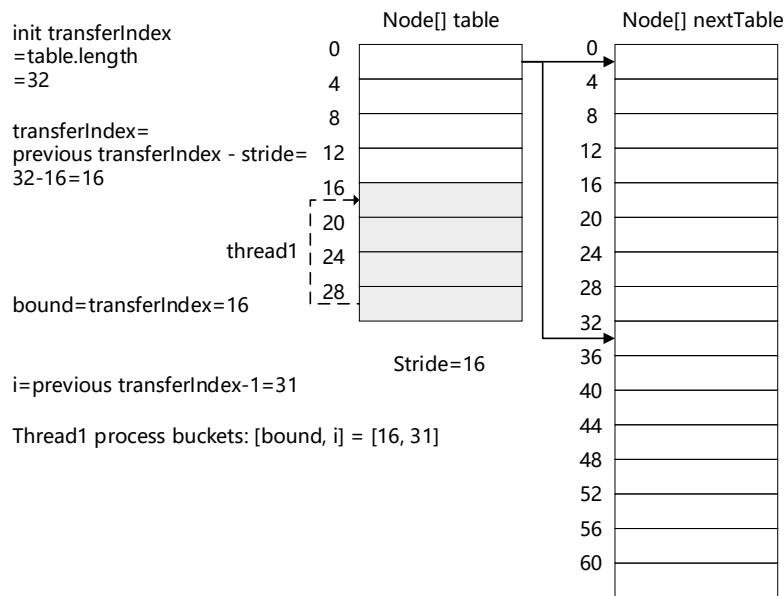 init transferIndex
=table.length
=32
transferIndex=
previous transferIndex - stride=
32-16=16
thread1
bound=transferIndex=16
i=previous transferIndex-1=31
Thread1 process buckets: [bound, i] = [16, 31]
Node[] table
0
4
8
12
16
20
24
28
Stride=16
Node[] nextTable
0
4
8
12
16
20
24
28
32
36
40
44
48
52
56
60